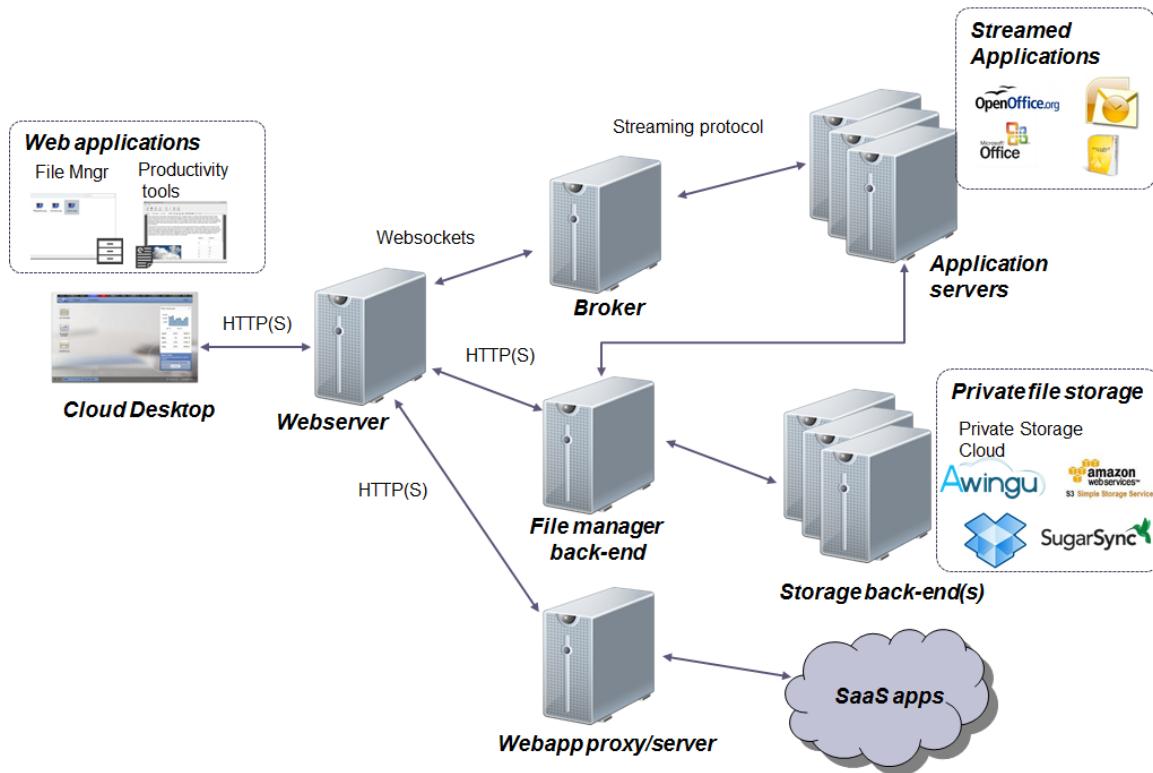 Streamed
Applications
OpenOffice.org
Microsoft
Office
Streaming protocol
Web applications
File Mngr
Productivity
tools
Websockets
Broker
Application
servers
HTTP(S)
HTTP(S)
Cloud Desktop
Webserver
Private file storage
Private Storage
Cloud
Awingu
amazon
webservices™
S3 Simple Storage Service
SugarSync
HTTP(S)
File manager
back-end
Storage back-end(s)
SaaS apps
Webapp proxy/server